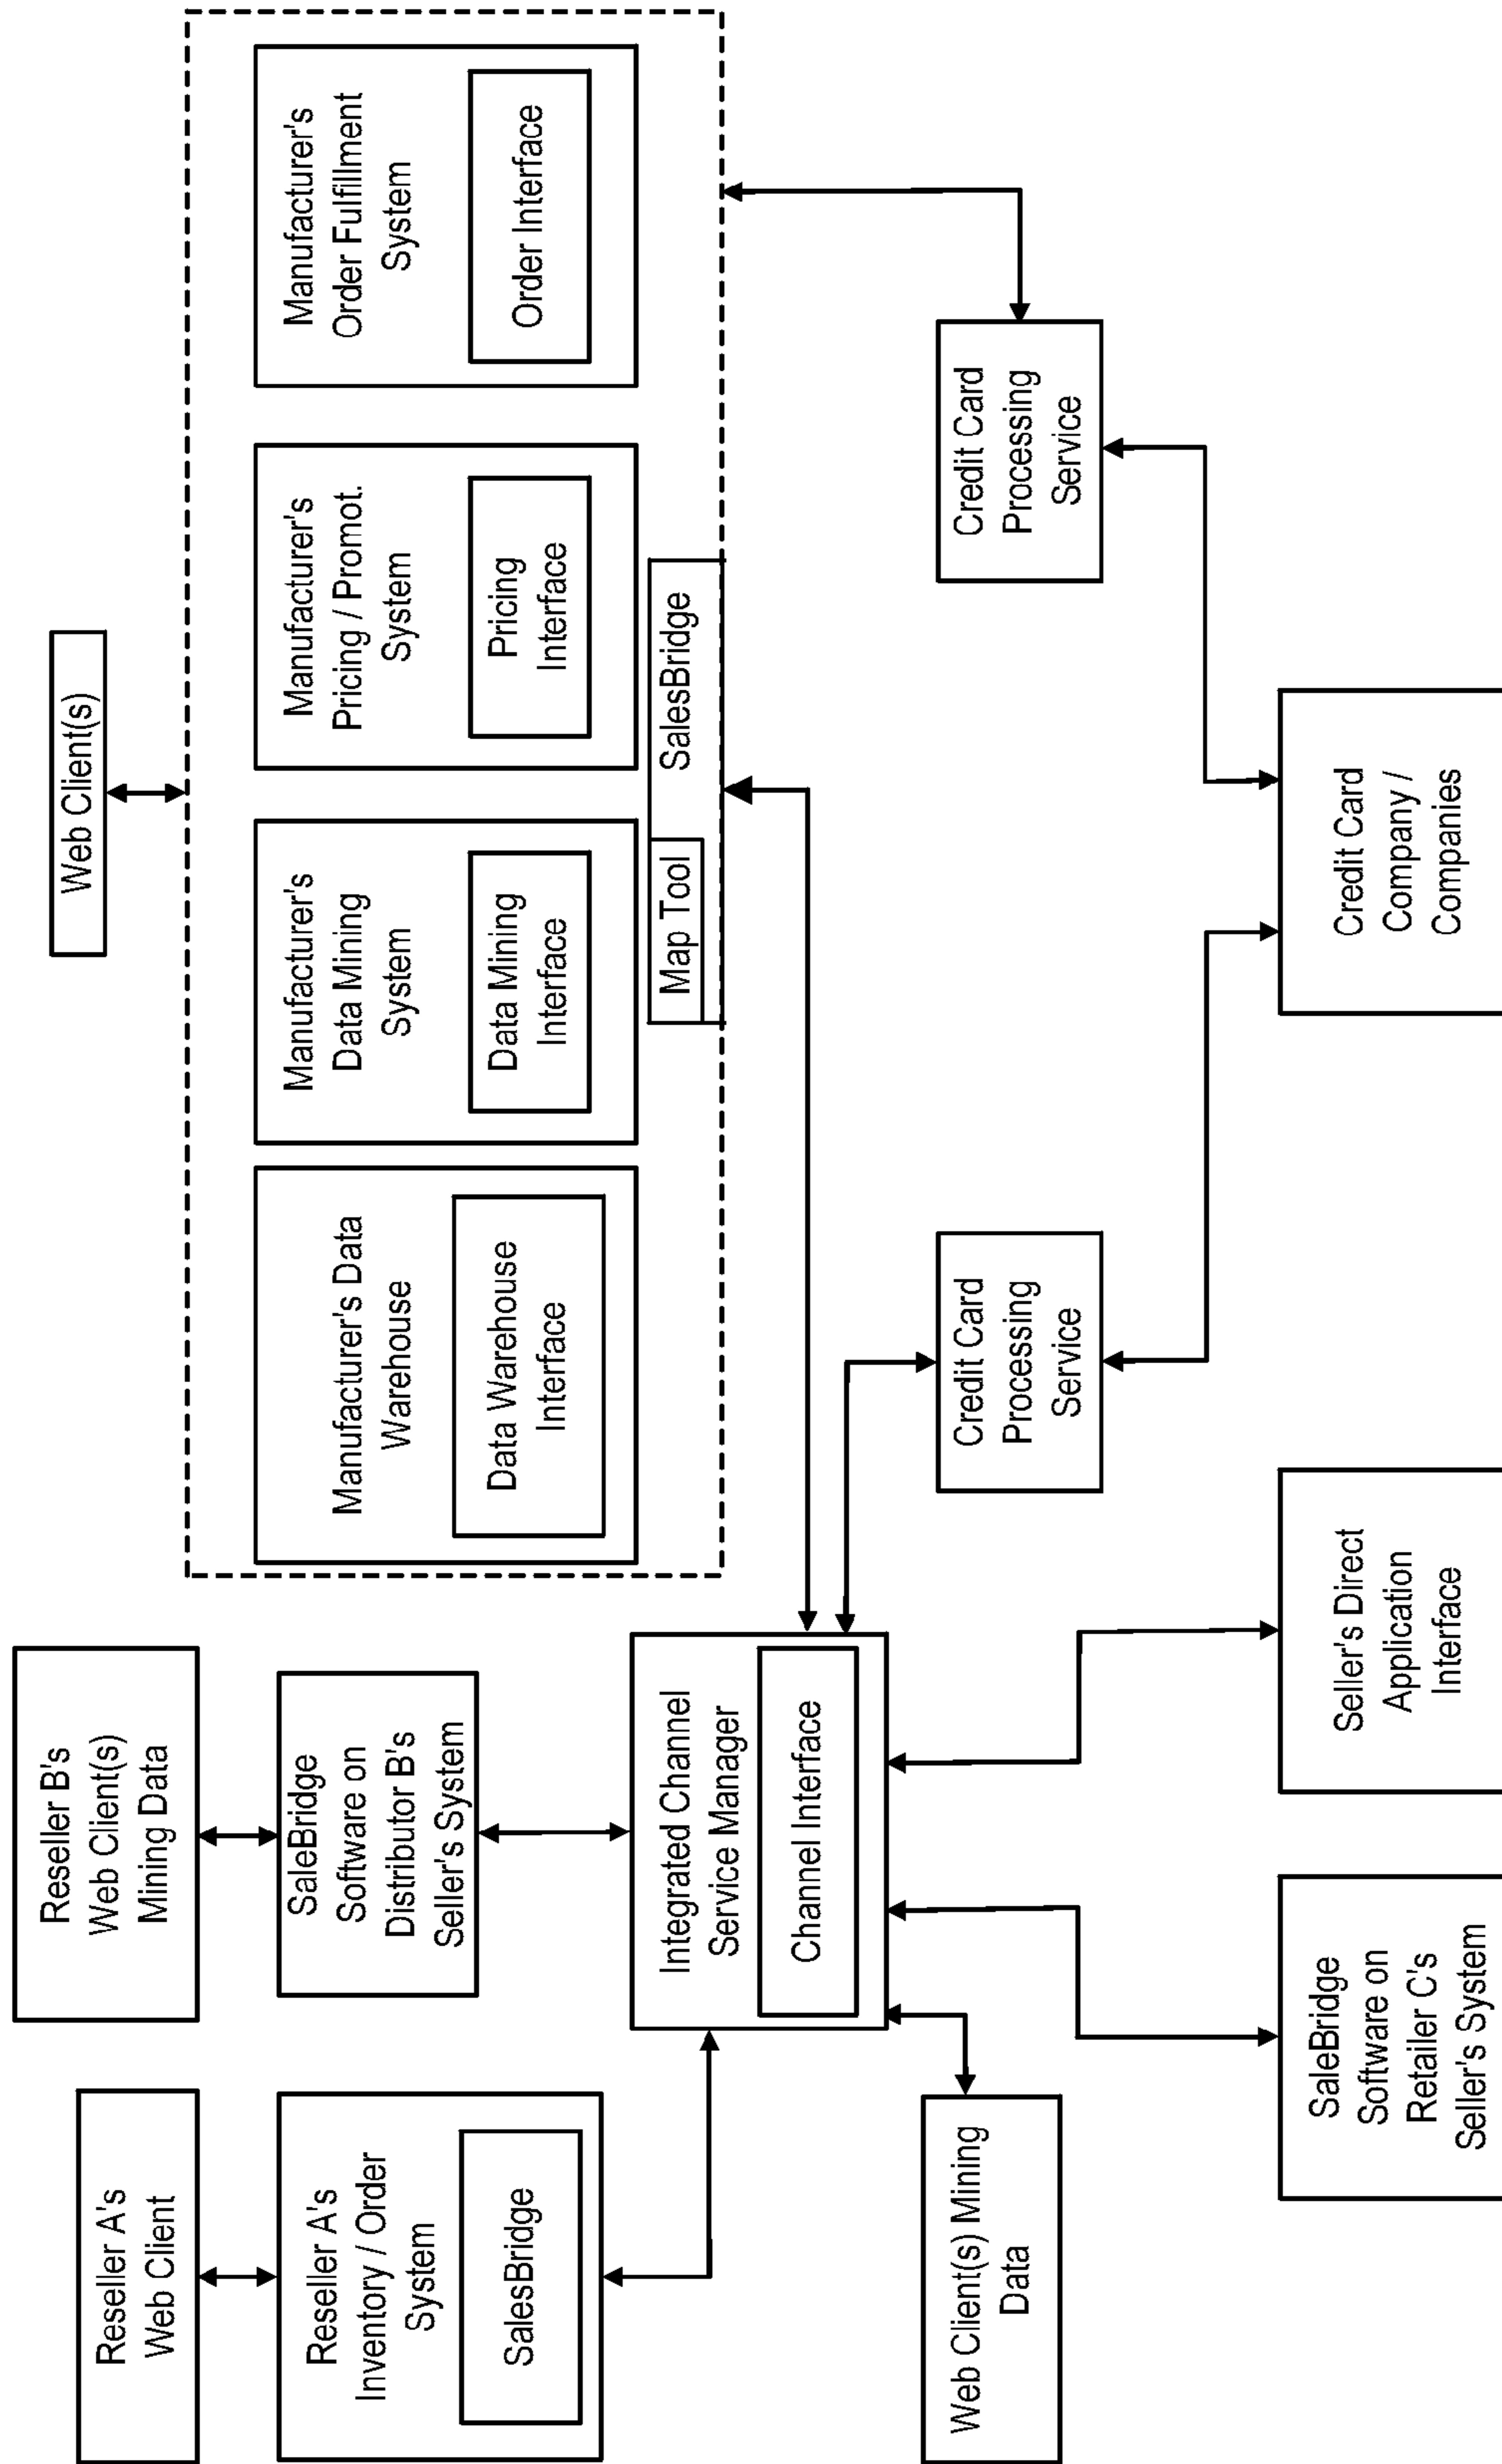 Reseller A's
Web Client
Reseller B's
Web Client(s)
Mining Data
Web Client(s)
Reseller A's
Inventory / Order
System
SalesBridge
SaleBridge
Software on
Distributor B's
Seller's System
Manufacturer's Data
Warehouse
Data Warehouse
Interface
Manufacturer's
Data Mining
System
Data Mining
Interface
Manufacturer's
Pricing / Promot.
System
Pricing
Interface
Manufacturer's
Order Fulfillment
System
Order Interface
Map Tool
SalesBridge
Integrated Channel
Service Manager
Channel Interface
Web Client(s) Mining
Data
Credit Card
Processing
Service
Credit Card
Processing
Service
SaleBridge
Software on
Retailer C's
Seller's System
Seller's Direct
Application
Interface
Credit Card
Company /
Companies